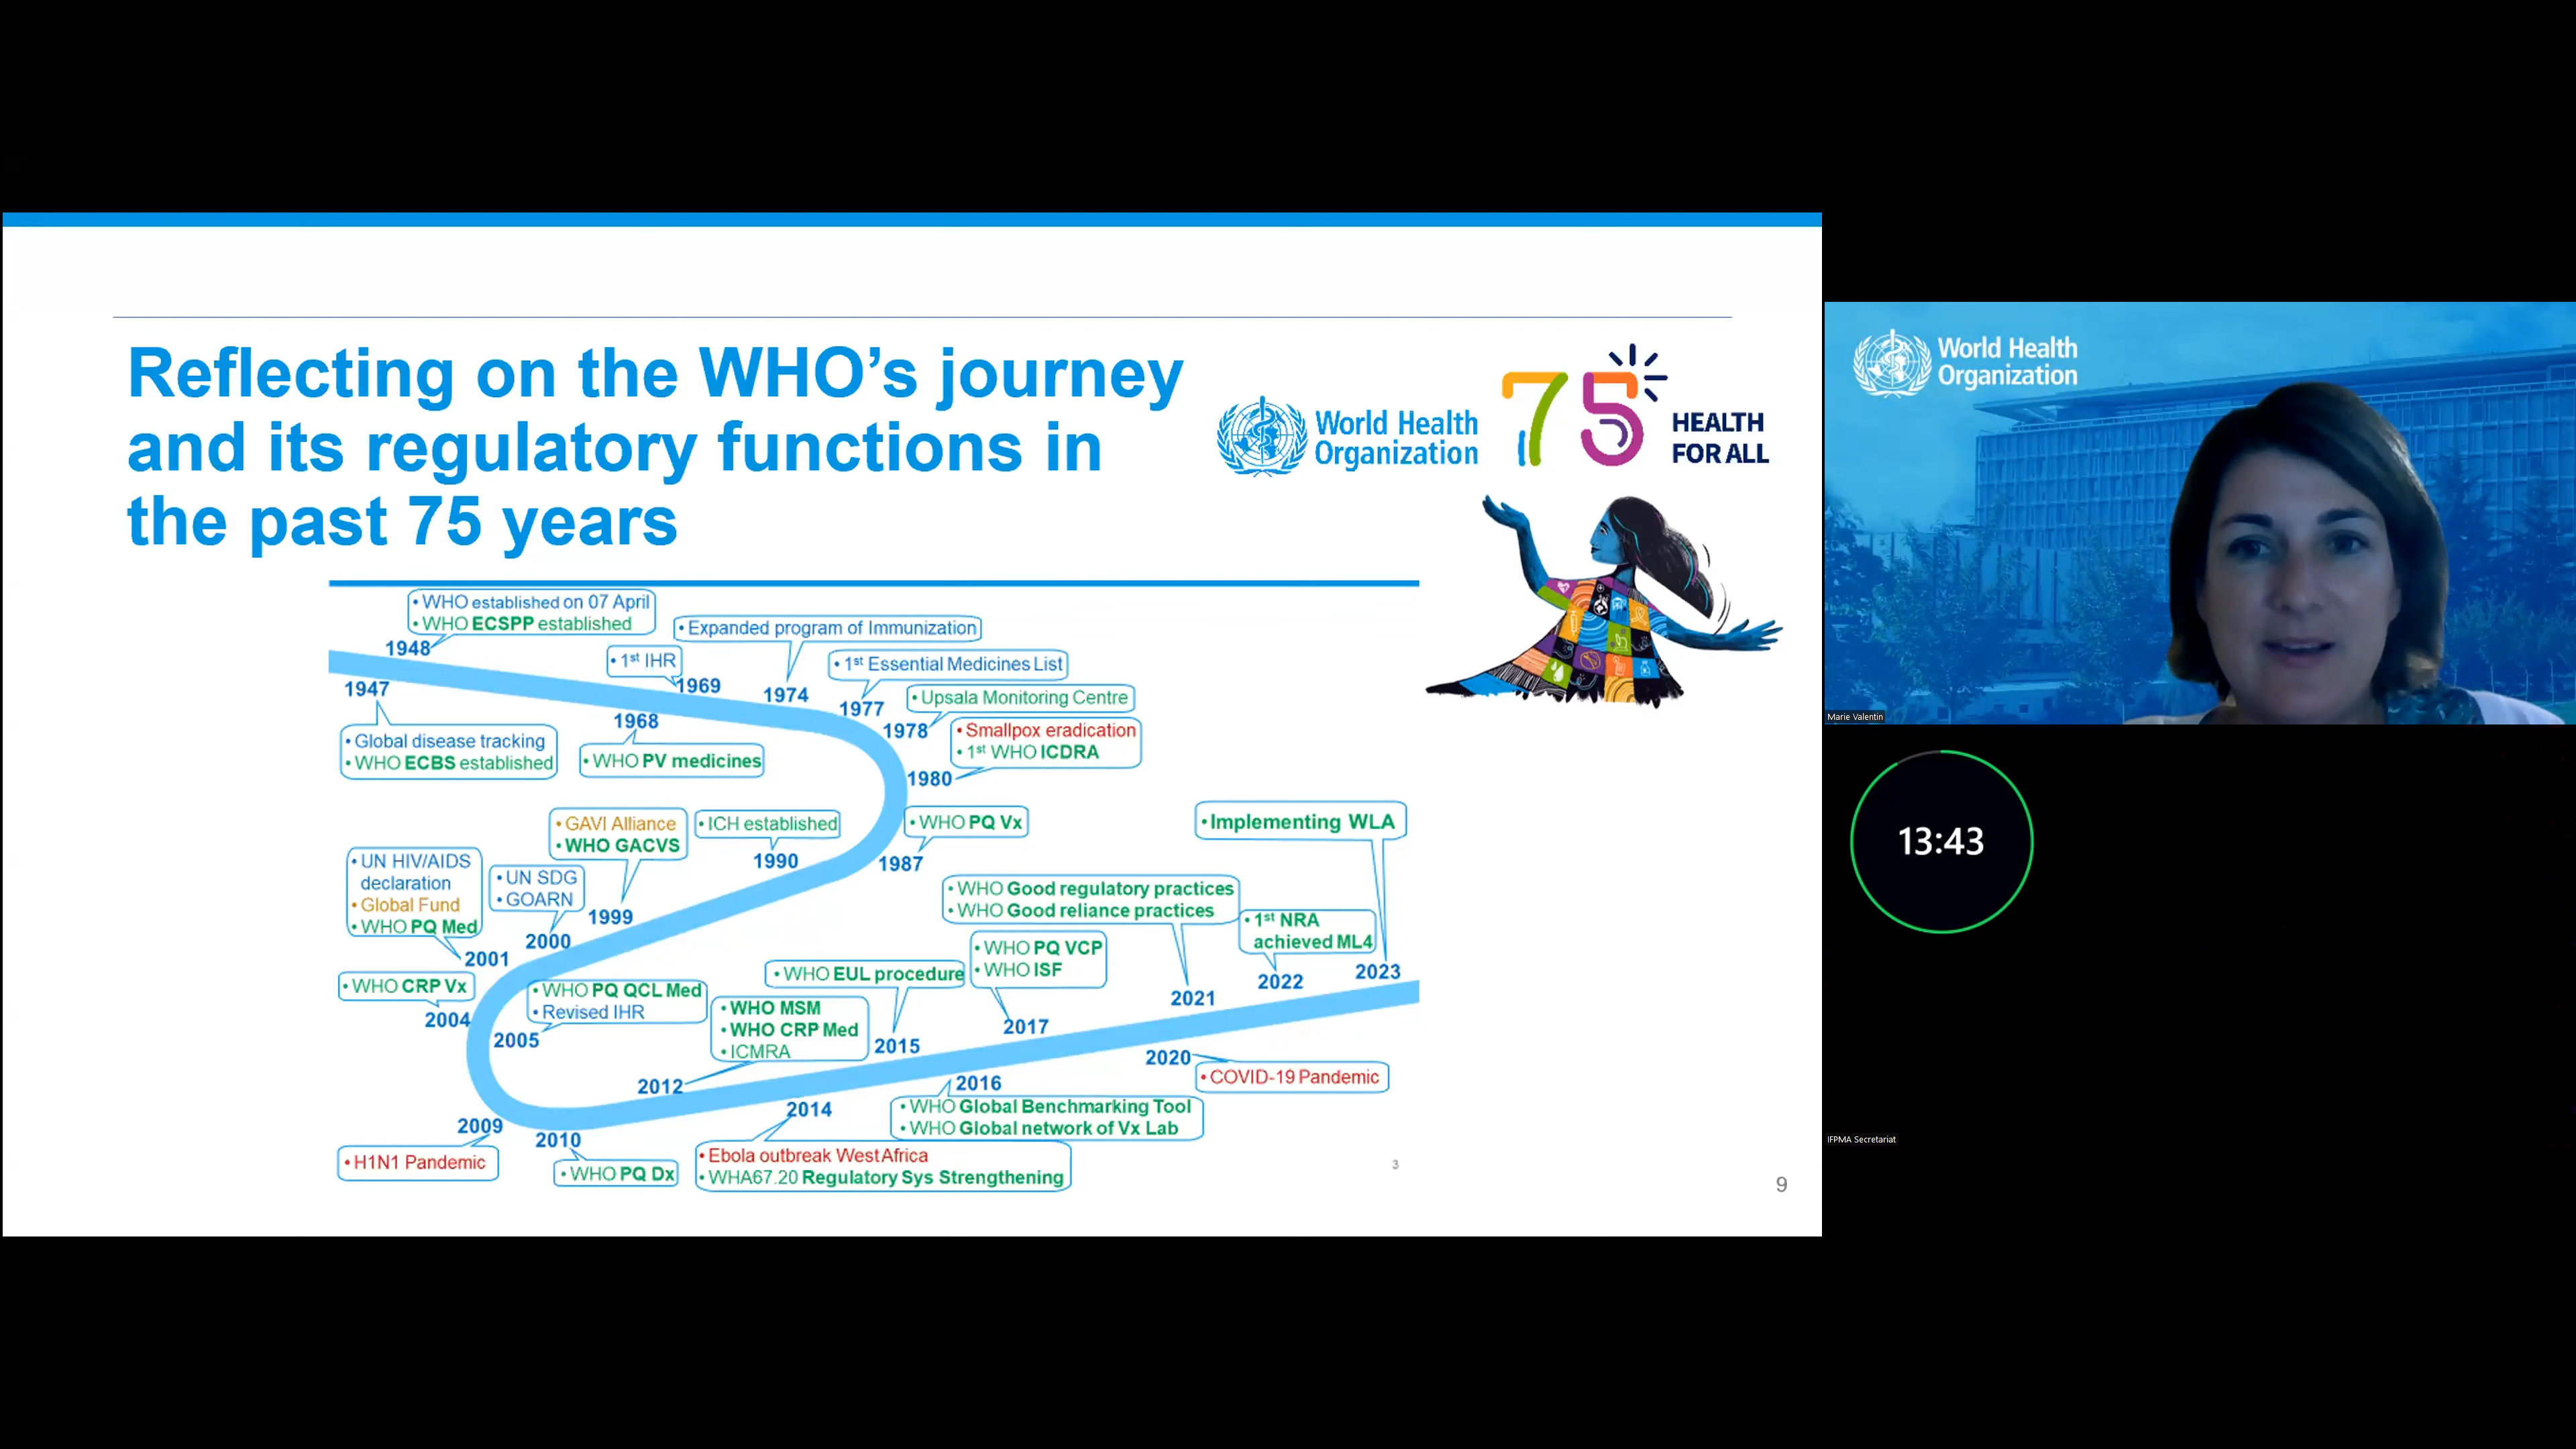 Reflecting on the WHO’s journey
and its regulatory functions in
the past 75 years
World Health
Organization
75
HEALTH
FOR ALL
• WHO established on 07 April
• WHO ECSPP established
1948
1947
• Global disease tracking
• WHO ECBS established
• 1st IHR
1969
1968
• WHO PV medicines
• Expanded program of Immunization
1974
• 1st Essential Medicines List
1977
• Upsala Monitoring Centre
1978
• Smallpox eradication
• 1st WHO ICDRA
1980
• WHO PQ Vx
1987
• ICH established
1990
• GAVI Alliance
• WHO GACVS
1999
• UN SDG
• GOARN
2000
• UN HIV/AIDS
declaration
• Global Fund
• WHO PQ Med
2001
• WHO CRP Vx
2004
• WHO PQ QCL Med
• Revised IHR
2005
2009
• H1N1 Pandemic
2010
• WHO PQ Dx
• WHO MSM
• WHO CRP Med
• ICMRA
2012
2014
• Ebola outbreak West Africa
• WHA67.20 Regulatory Sys Strengthening
• WHO EUL procedure
2015
2016
• WHO Global Benchmarking Tool
• WHO Global network of Vx Lab
• WHO PQ VCP
• WHO ISF
2017
2020
• COVID-19 Pandemic
• WHO Good regulatory practices
• WHO Good reliance practices
2021
• 1st NRA
achieved ML4
2022
• Implementing WLA
2023
3
9
World Health
Organization
Marie Valentin
13:43
IFPMA Secretariat